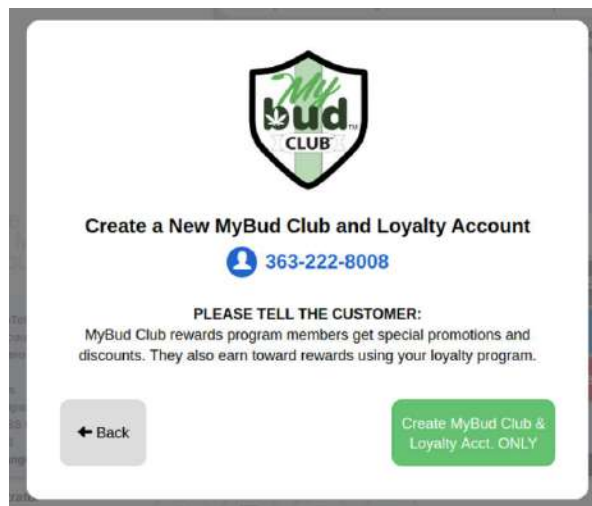 My
bud™
CLUB
Create a New MyBud Club and Loyalty Account
363-222-8008
PLEASE TELL THE CUSTOMER:
MyBud Club rewards program members get special promotions and
discounts. They also earn toward rewards using your loyalty program.
Back
Create MyBud Club &
Loyalty Acct. ONLY